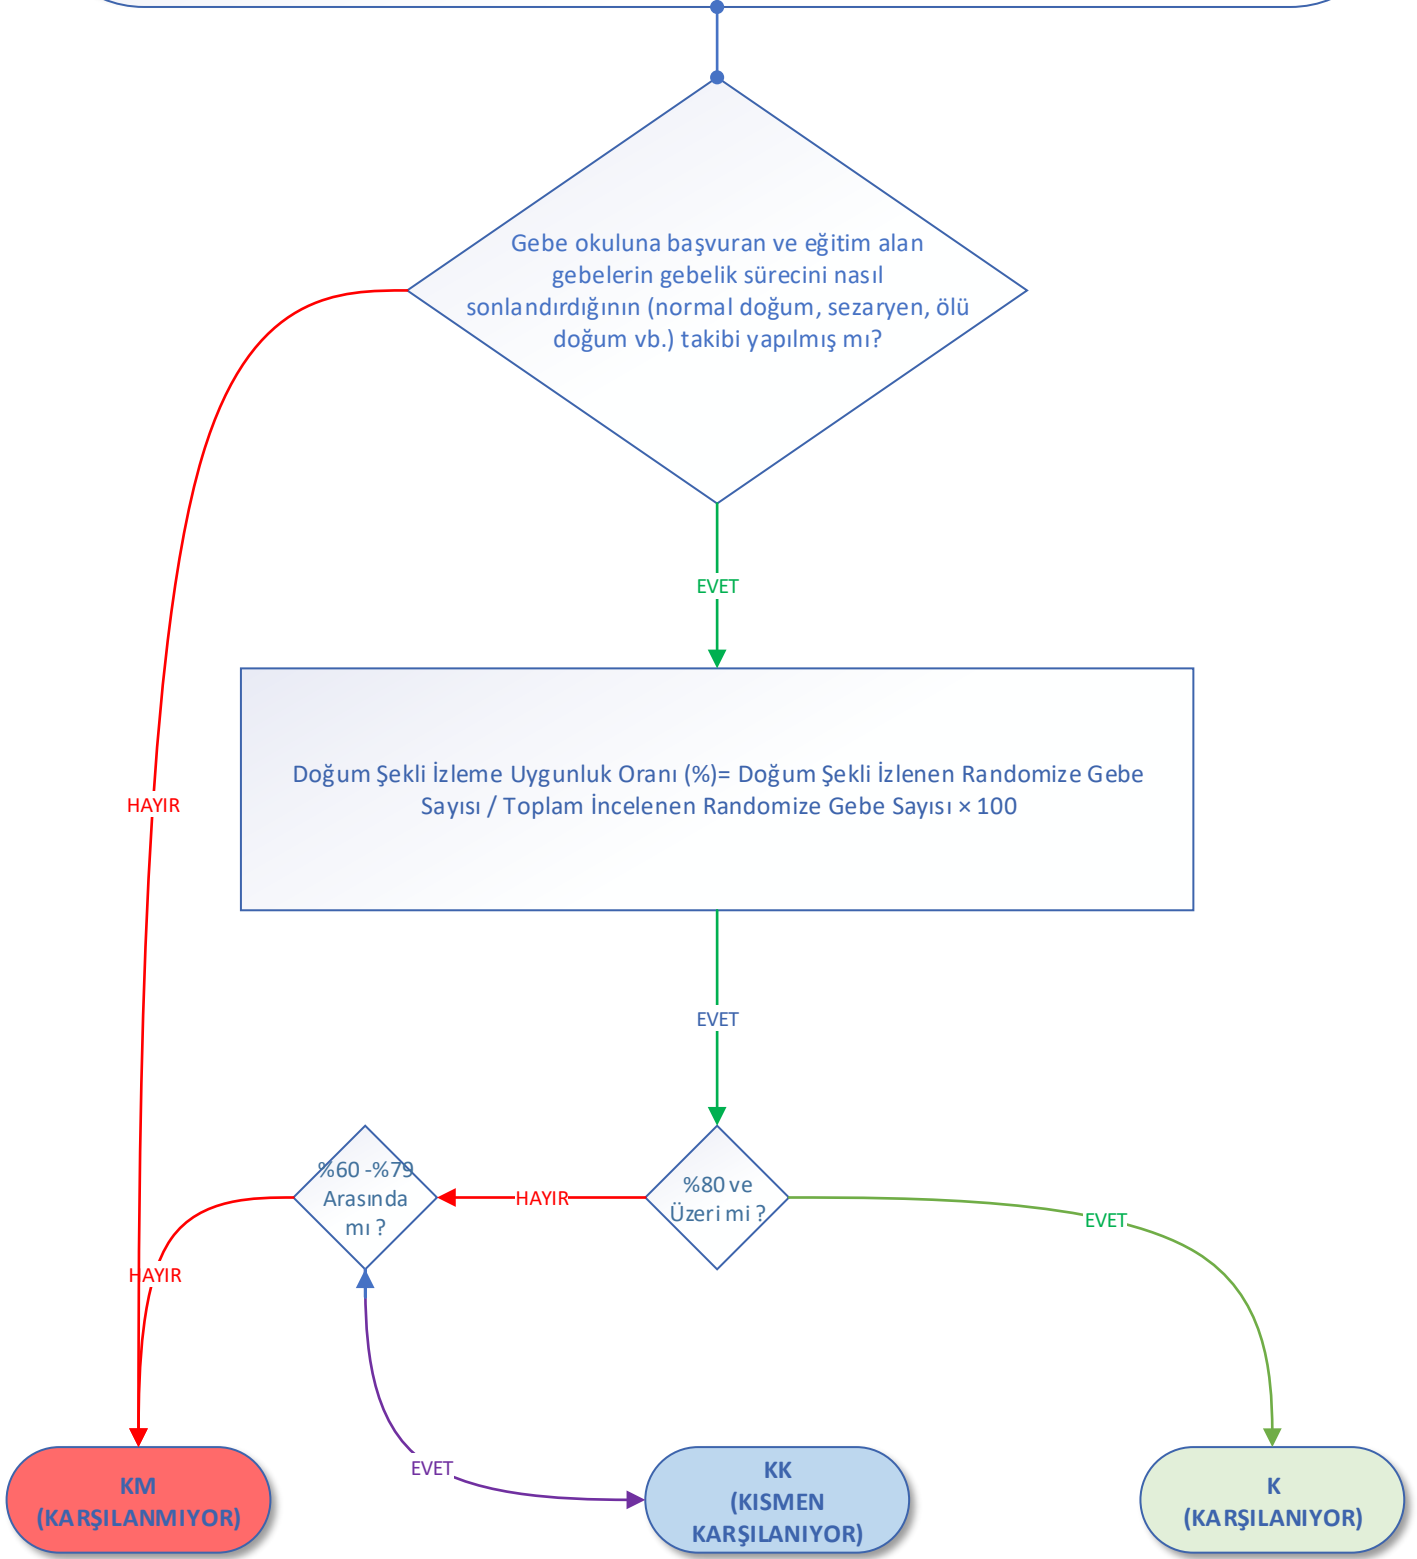 Gebe okuluna başvuran ve eğitim alan
gebelerin gebelik sürecini nasıl
sonlandırdığının (normal doğum, sezaryen, ölü
doğum vb.) takibi yapılmış mı?
EVET
Doğum Şekli İzleme Uygunluk Oranı (%)= Doğum Şekli İzlenen Randomize Gebe
Sayısı / Toplam İncelenen Randomize Gebe Sayısı × 100
HAYIR
EVET
%60 -%79
Arasında
mı ?
HAYIR
%80 ve
Üzeri mi ?
EVET
HAYIR
EVET
KM
(KARŞILANMIYOR)
KK
(KISMEN
KARŞILANIYOR)
K
(KARŞILANIYOR)